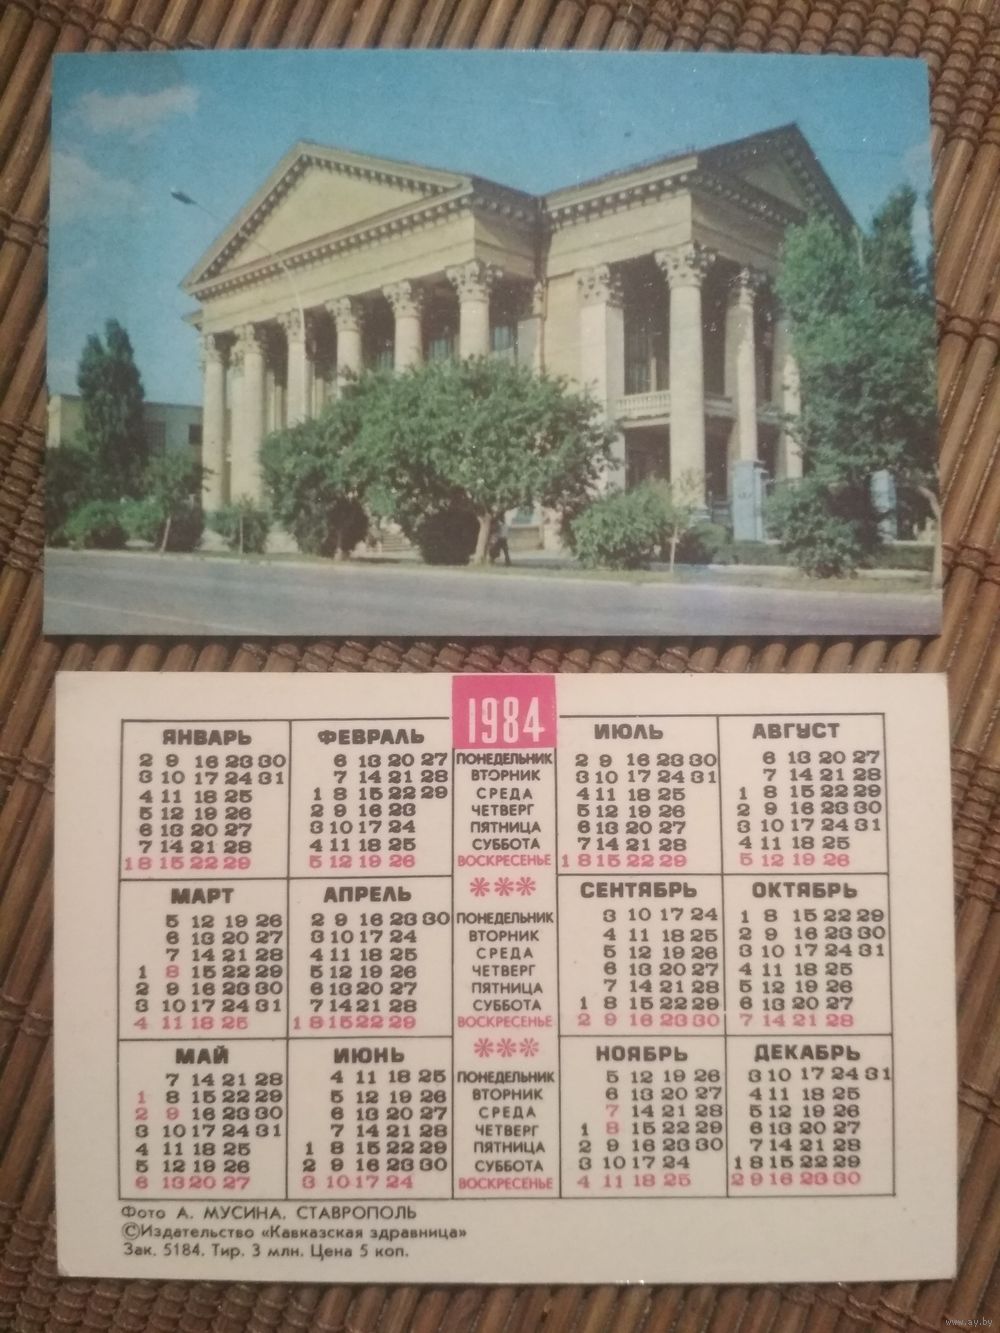 1984
ЯНВАРЬ
2 9 16 23 30
3 10 17 24 31
4 11 18 25
5 12 19 26
6 13 20 27
7 14 21 28
1 8 15 22 29
ФЕВРАЛЬ
6 13 20 27
7 14 21 28
1 8 15 22 29
2 9 16 23
3 10 17 24
4 11 18 25
5 12 19 26
ПОНЕДЕЛЬНИК
ВТОРНИК
СРЕДА
ЧЕТВЕРГ
ПЯТНИЦА
СУББОТА
ВОСКРЕСЕНЬЕ
ИЮЛЬ
2 9 16 23 30
3 10 17 24 31
4 11 18 25
5 12 19 26
6 13 20 27
7 14 21 28
1 8 15 22 29
АВГУСТ
6 13 20 27
7 14 21 28
1 8 15 22 29
2 9 16 23 30
3 10 17 24 31
4 11 18 25
5 12 19 26
МАРТ
5 12 19 26
6 13 20 27
7 14 21 28
1 8 15 22 29
2 9 16 23 30
3 10 17 24 31
4 11 18 25
АПРЕЛЬ
2 9 16 23 30
3 10 17 24
4 11 18 25
5 12 19 26
6 13 20 27
7 14 21 28
1 8 15 22 29
***
ПОНЕДЕЛЬНИК
ВТОРНИК
СРЕДА
ЧЕТВЕРГ
ПЯТНИЦА
СУББОТА
ВОСКРЕСЕНЬЕ
СЕНТЯБРЬ
3 10 17 24
4 11 18 25
5 12 19 26
6 13 20 27
7 14 21 28
1 8 15 22 29
2 9 16 23 30
ОКТЯБРЬ
1 8 15 22 29
2 9 16 23 30
3 10 17 24 31
4 11 18 25
5 12 19 26
6 13 20 27
7 14 21 28
МАЙ
7 14 21 28
1 8 15 22 29
2 9 16 23 30
3 10 17 24 31
4 11 18 25
5 12 19 26
6 13 20 27
ИЮНЬ
4 11 18 25
5 12 19 26
6 13 20 27
7 14 21 28
1 8 15 22 29
2 9 16 23 30
3 10 17 24
***
ПОНЕДЕЛЬНИК
ВТОРНИК
СРЕДА
ЧЕТВЕРГ
ПЯТНИЦА
СУББОТА
ВОСКРЕСЕНЬЕ
НОЯБРЬ
5 12 19 26
6 13 20 27
7 14 21 28
1 8 15 22 29
2 9 16 23 30
3 10 17 24
4 11 18 25
ДЕКАБРЬ
3 10 17 24 31
4 11 18 25
5 12 19 26
6 13 20 27
7 14 21 28
1 8 15 22 29
2 9 16 23 30
Фото А. МУСИНА. СТАВРОПОЛЬ
©Издательство «Кавказская здравница»
Зак. 5184. Тир. 3 млн. Цена 5 коп.
www.ay.by